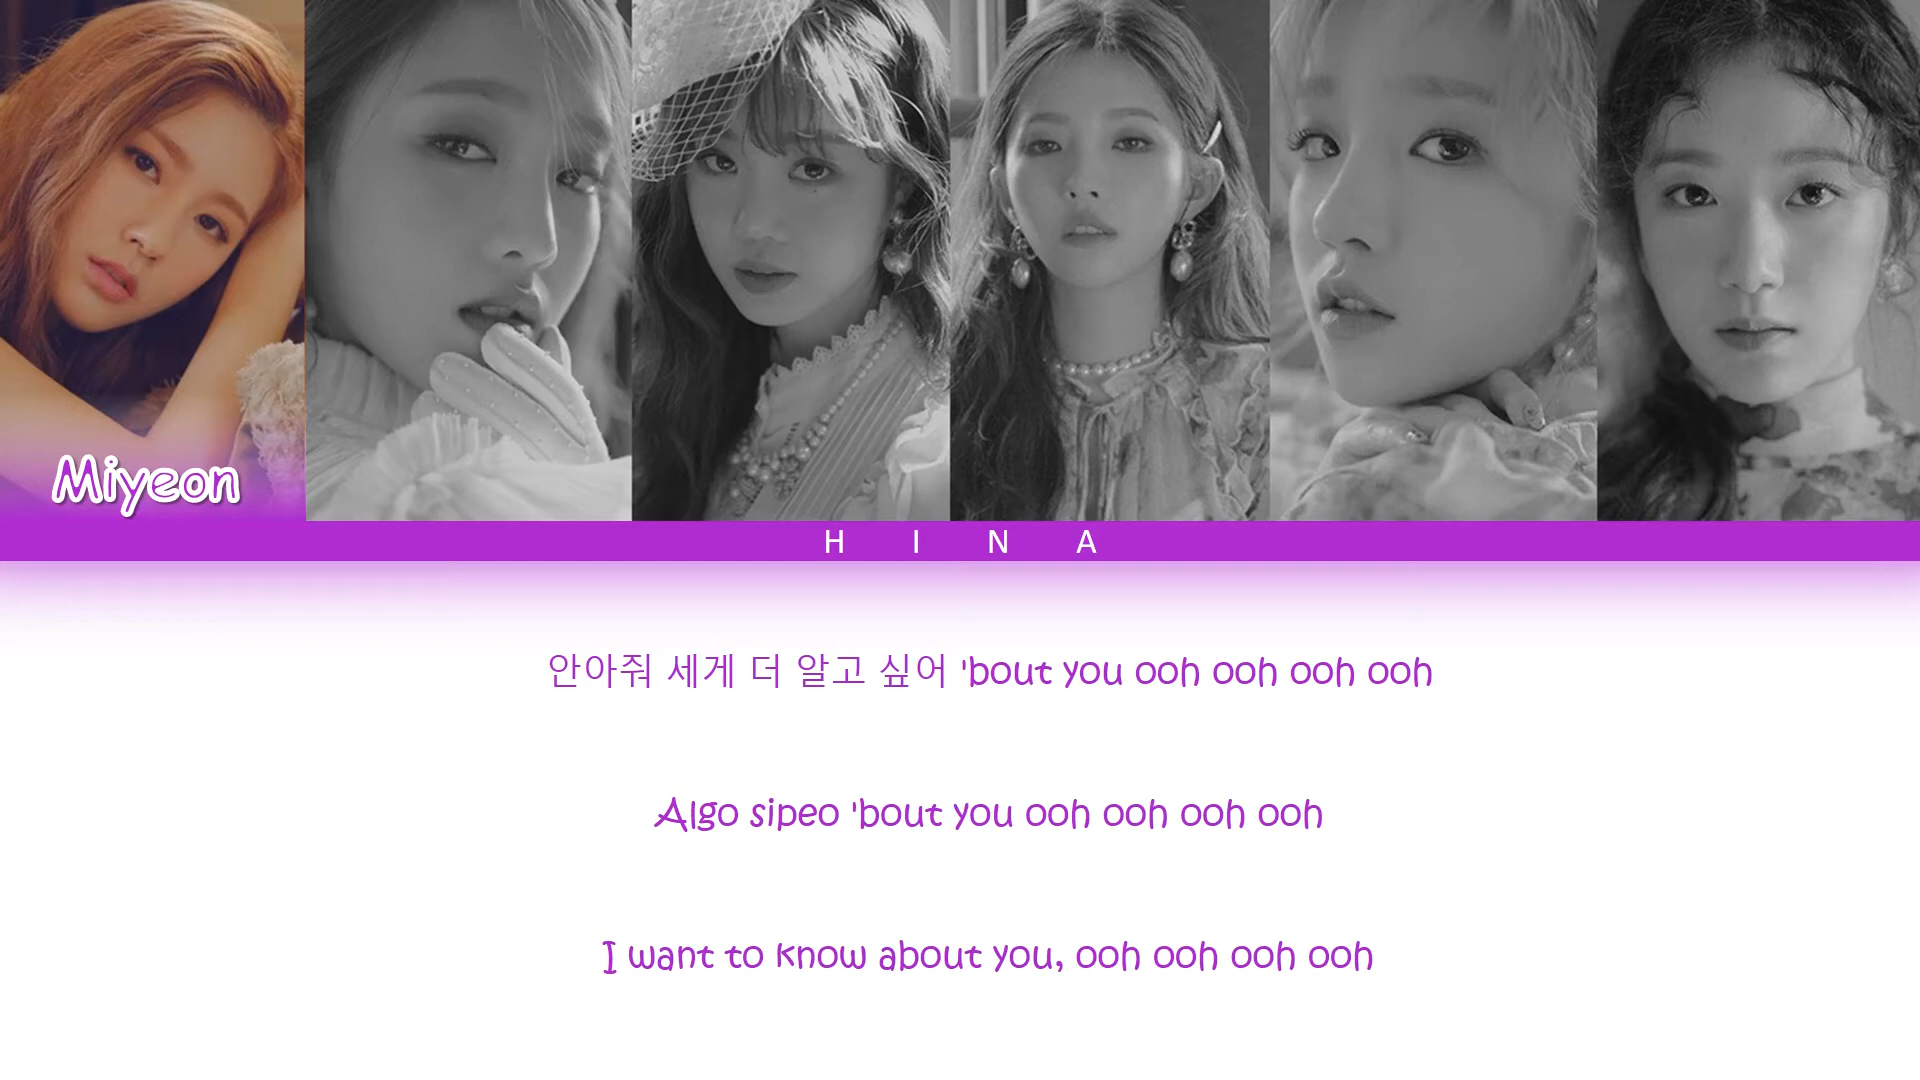 Miyeon
H I N A
안아줘 세게 더 알고 싶어 'bout you ooh ooh ooh ooh
Algo sipeo 'bout you ooh ooh ooh ooh
I want to know about you, ooh ooh ooh ooh